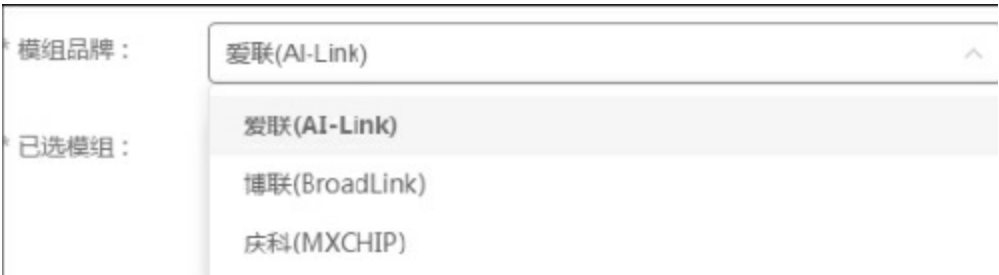 * 模组品牌： 爱联(AI-Link)
爱联(AI-Link)
* 已选模组：
博联(BroadLink)
庆科(MXCHIP)